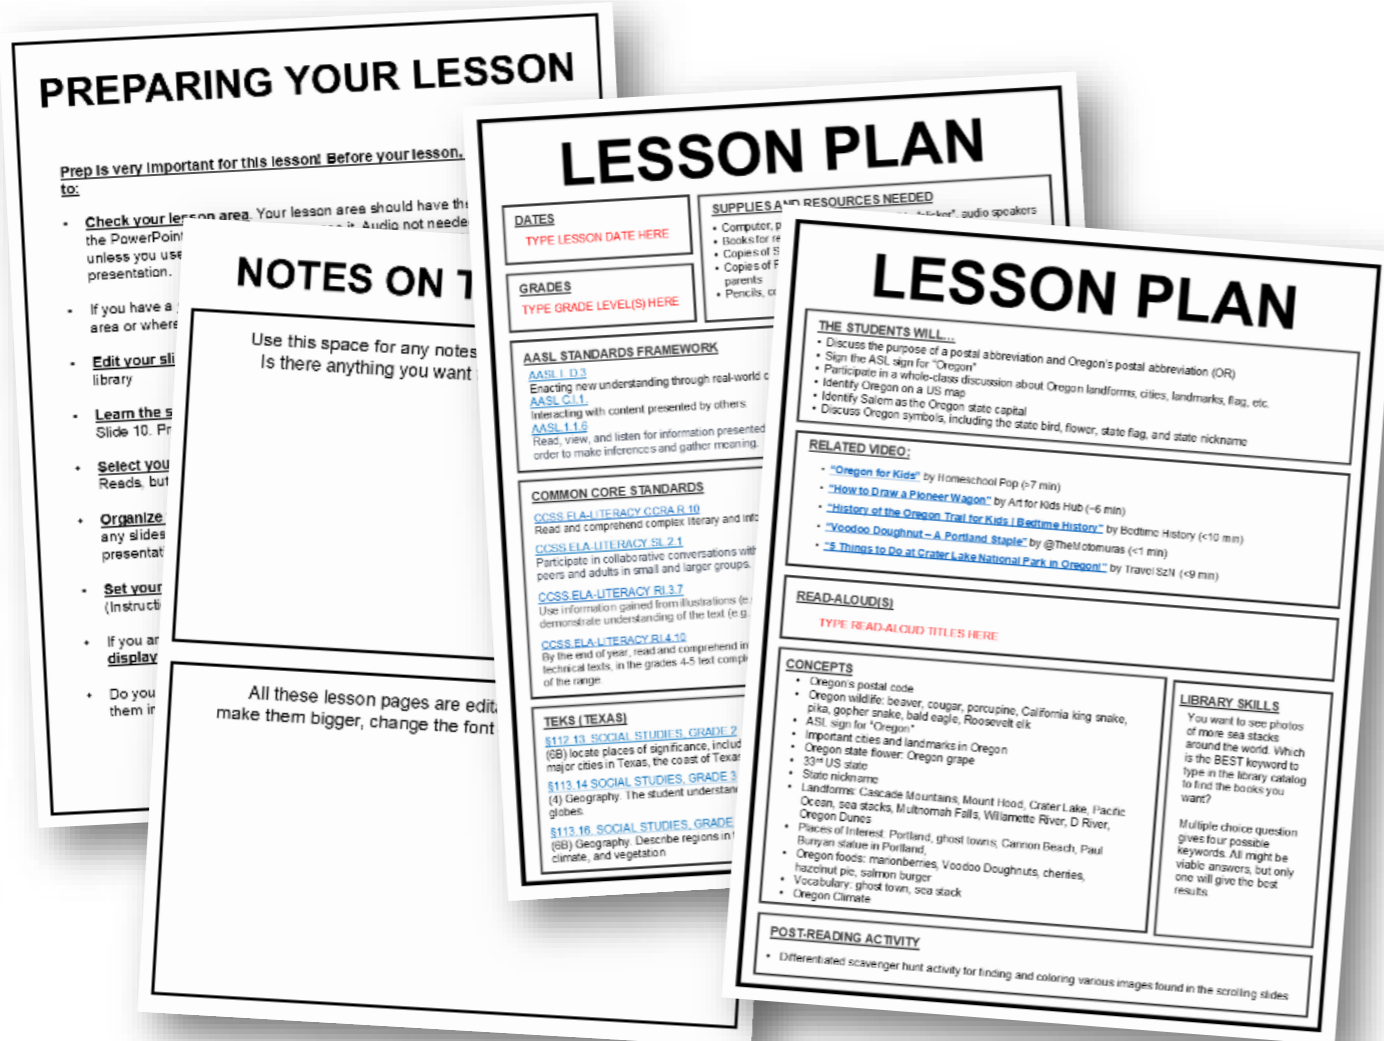 PREPARING YOUR LESSON
Prep is very important for this lesson! Before your lesson,
to:
• Check your lesson area. Your lesson area should have the
the PowerPoint
it. Audio not neede
unless you use
presentation.
• If you have a
area or where
• Edit your sli
library
• Learn the s
Slide 10. Pr
• Select you
Reads, but
• Organize
any slides
presentati
• Set your
(Instructi
• If you ar
display
• Do you
them in
NOTES ON T
Use this space for any notes
Is there anything you want
All these lesson pages are edita
make them bigger, change the font
LESSON PLAN
DATES
TYPE LESSON DATE HERE
GRADES
TYPE GRADE LEVEL(S) HERE
SUPPLIES AND RESOURCES NEEDED
• Computer, p
"clicker", audio speakers
• Books for re
• Copies of S
• Copies of F
parents
• Pencils, co
AASL STANDARDS FRAMEWORK
AASL I. D.3
Enacting new understanding through real-world c
AASL C.I.1.
Interacting with content presented by others.
AASL.1.1.6
Read, view, and listen for information presented
order to make inferences and gather meaning.
COMMON CORE STANDARDS
CCSS.ELA-LITERACY.CCRA.R.10
Read and comprehend complex literary and info
CCSS.ELA-LITERACY.SL.2.1
Participate in collaborative conversations with
peers and adults in small and larger groups.
CCSS.ELA-LITERACY.RI.3.7
Use information gained from illustrations (e.
demonstrate understanding of the text (e.g.
CCSS.ELA-LITERACY.RI.4.10
By the end of year, read and comprehend in
technical texts, in the grades 4-5 text compl
of the range.
TEKS (TEXAS)
§112.13. SOCIAL STUDIES, GRADE 2
(6B) locate places of significance, includ
major cities in Texas, the coast of Texas
§113.14 SOCIAL STUDIES, GRADE 3
(4) Geography. The student understan
globes.
§113.16. SOCIAL STUDIES, GRADE
(6B) Geography. Describe regions in t
climate, and vegetation
LESSON PLAN
THE STUDENTS WILL...
• Discuss the purpose of a postal abbreviation and Oregon's postal abbreviation (OR)
• Sign the ASL sign for "Oregon"
• Participate in a whole-class discussion about Oregon landforms, cities, landmarks, flag, etc.
• Identify Oregon on a US map
• Identify Salem as the Oregon state capital
• Discuss Oregon symbols, including the state bird, flower, state flag, and state nickname
RELATED VIDEO:
• "Oregon for Kids" by Homeschool Pop (>7 min)
• "How to Draw a Pioneer Wagon" by Art for Kids Hub (~6 min)
• "History of the Oregon Trail for Kids | Bedtime History" by Bedtime History (<10 min)
• "Voodoo Doughnut – A Portland Staple" by @TheMotomuras (<1 min)
• "5 Things to Do at Crater Lake National Park in Oregon!" by Travel SzN (<9 min)
READ-ALOUD(S)
TYPE READ-ALOUD TITLES HERE
CONCEPTS
• Oregon's postal code
• Oregon wildlife: beaver, cougar, porcupine, California king snake,
pika, gopher snake, bald eagle, Roosevelt elk
• ASL sign for "Oregon"
• Important cities and landmarks in Oregon
• Oregon state flower: Oregon grape
• 33rd US state
• State nickname
• Landforms: Cascade Mountains, Mount Hood, Crater Lake, Pacific
Ocean, sea stacks, Multnomah Falls, Willamette River, D River,
Oregon Dunes
• Places of Interest: Portland, ghost towns, Cannon Beach, Paul
Bunyan statue in Portland,
• Oregon foods: marionberries, Voodoo Doughnuts, cherries,
hazelnut pie, salmon burger
• Vocabulary: ghost town, sea stack
• Oregon Climate
LIBRARY SKILLS
You want to see photos
of more sea stacks
around the world. Which
is the BEST keyword to
type in the library catalog
to find the books you
want?
Multiple choice question
gives four possible
keywords. All might be
viable answers, but only
one will give the best
results.
POST-READING ACTIVITY
• Differentiated scavenger hunt activity for finding and coloring various images found in the scrolling slides